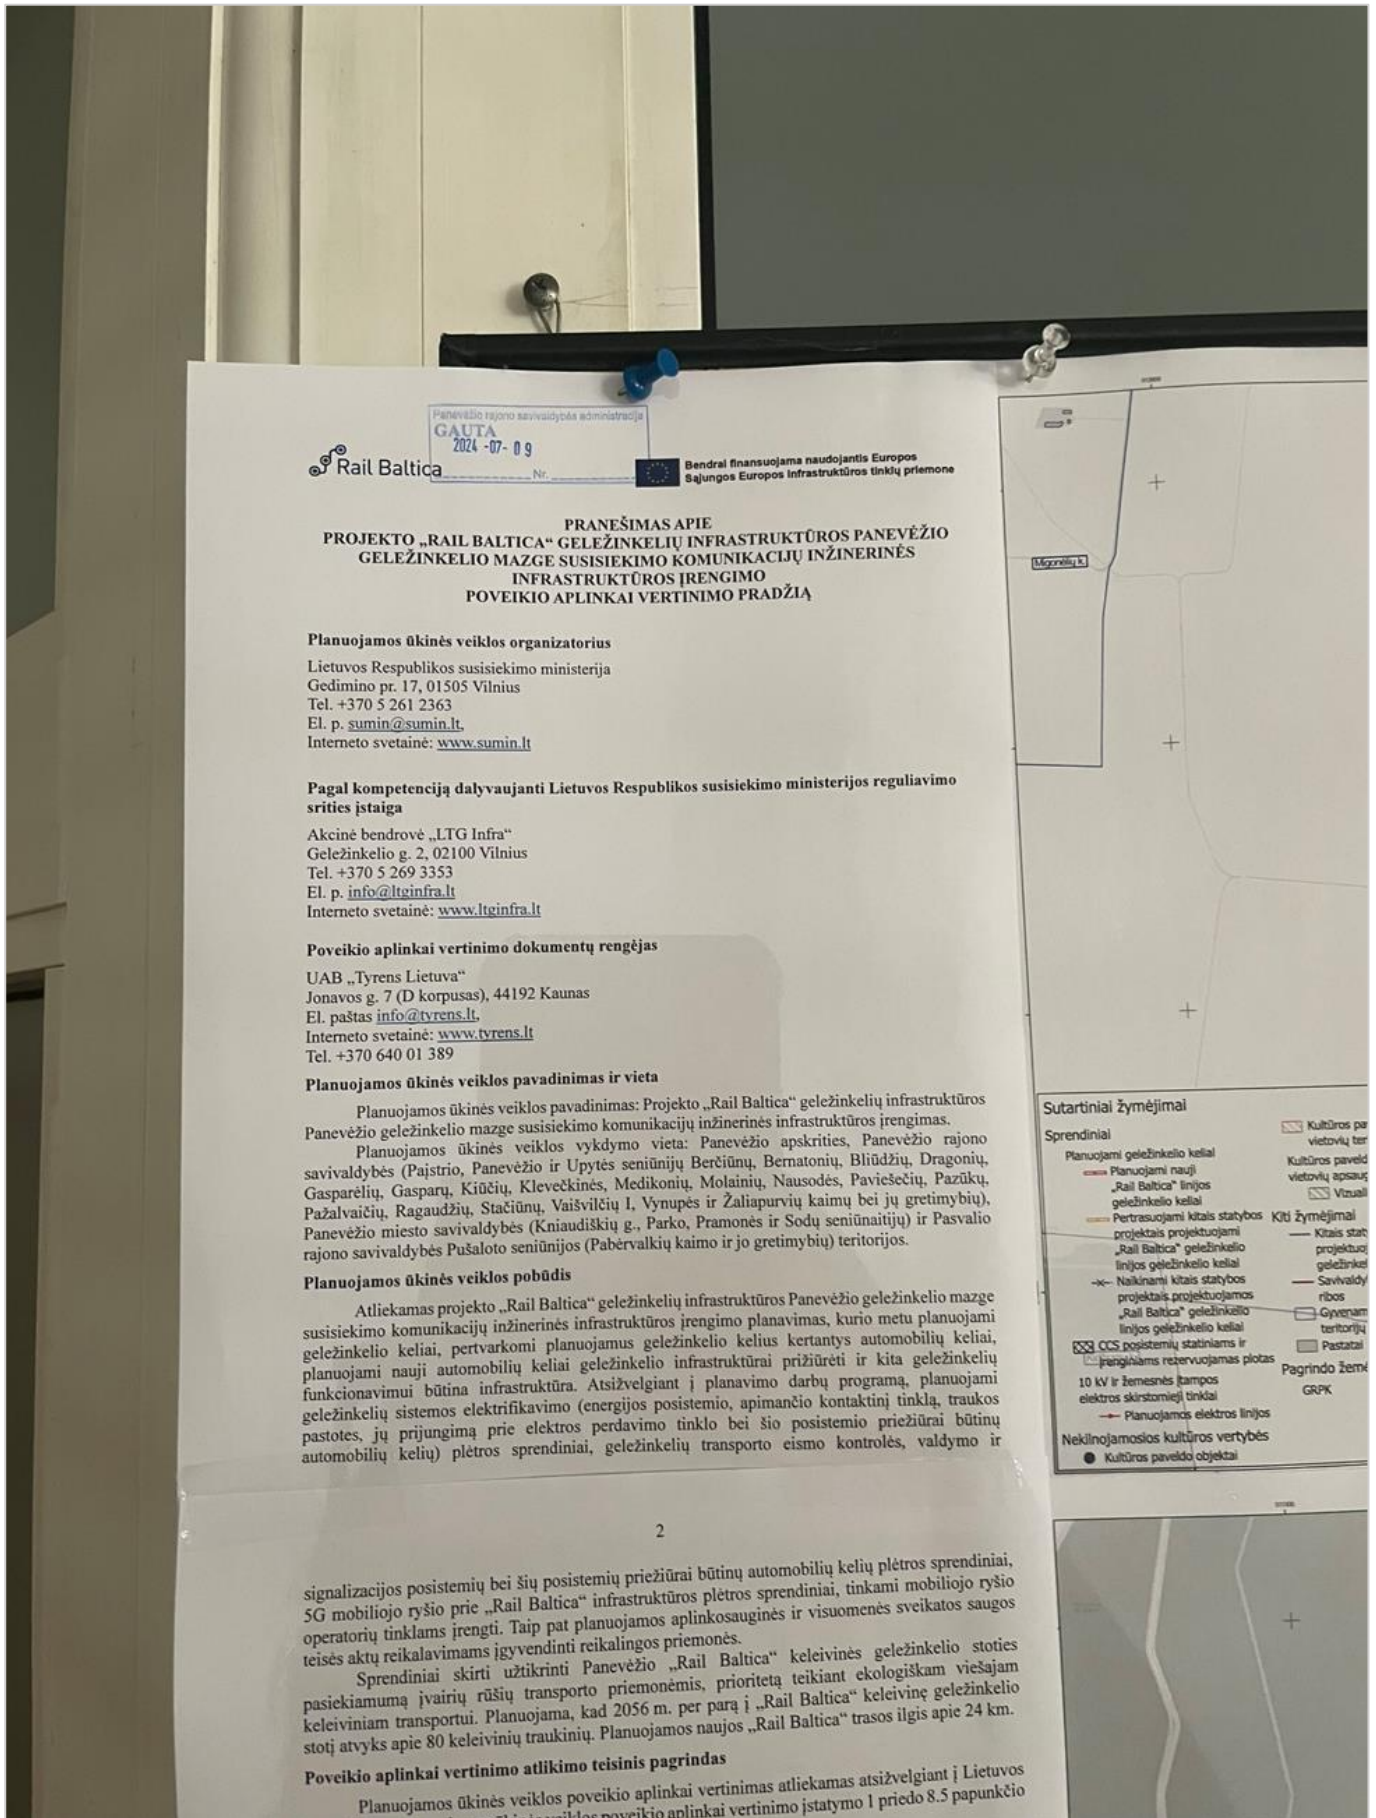 Panevėžio rajono savivaldybės administracija
GAUTA
2024 -07- 09
Nr.
Rail Baltica
Bendrai finansuojama naudojantis Europos
Sąjungos Europos infrastruktūros tinklų priemone
PRANEŠIMAS APIE
PROJEKTO „RAIL BALTICA“ GELEŽINKELIŲ INFRASTRUKTŪROS PANEVĖŽIO
GELEŽINKELIO MAZGE SUSISIEKIMO KOMUNIKACIJŲ INŽINERINĖS
INFRASTRUKTŪROS ĮRENGIMO
POVEIKIO APLINKAI VERTINIMO PRADŽIĄ
Planuojamos ūkinės veiklos organizatorius
Lietuvos Respublikos susisiekimo ministerija
Gedimino pr. 17, 01505 Vilnius
Tel. +370 5 261 2363
El. p. sumin@sumin.lt,
Interneto svetainė: www.sumin.lt
Pagal kompetenciją dalyvaujanti Lietuvos Respublikos susisiekimo ministerijos reguliavimo
srities įstaiga
Akcinė bendrovė „LTG Infra“
Geležinkelio g. 2, 02100 Vilnius
Tel. +370 5 269 3353
El. p. info@ltginfra.lt
Interneto svetainė: www.ltginfra.lt
Poveikio aplinkai vertinimo dokumentų rengėjas
UAB „Tyrens Lietuva“
Jonavos g. 7 (D korpusas), 44192 Kaunas
El. paštas info@tyrens.lt,
Interneto svetainė: www.tyrens.lt
Tel. +370 640 01 389
Planuojamos ūkinės veiklos pavadinimas ir vieta
Planuojamos ūkinės veiklos pavadinimas: Projekto „Rail Baltica“ geležinkelių infrastruktūros
Panevėžio geležinkelio mazge susisiekimo komunikacijų inžinerinės infrastruktūros įrengimas.
Planuojamos ūkinės veiklos vykdymo vieta: Panevėžio apskrities, Panevėžio rajono
savivaldybės (Pajstrio, Panevėžio ir Upytės seniūnijų Berčiūnų, Bernatonių, Bliūdžių, Dragonių,
Gasparėlių, Gasparų, Kiūčių, Klevečkinės, Medikonių, Molainių, Nausodės, Paviešečių, Pazūkų,
Pažalvaičių, Ragaudžių, Stačiūnų, Vaišvilčių I, Vynupės ir Žaliapurvių kaimų bei jų gretimybių),
Panevėžio miesto savivaldybės (Kniaudiškių g., Parko, Pramonės ir Sodų seniūnaitijų) ir Pasvalio
rajono savivaldybės Pušaloto seniūnijos (Pabėrvalkių kaimo ir jo gretimybių) teritorijos.
Planuojamos ūkinės veiklos pobūdis
Atliekamas projekto „Rail Baltica“ geležinkelių infrastruktūros Panevėžio geležinkelio mazge
susisiekimo komunikacijų inžinerinės infrastruktūros įrengimo planavimas, kurio metu planuojami
geležinkelio keliai, pertvarkomi planuojamus geležinkelio kelius kertantys automobilių keliai,
planuojami nauji automobilių keliai geležinkelio infrastruktūrai prižiūrėti ir kita geležinkelių
funkcionavimui būtina infrastruktūra. Atsižvelgiant į planavimo darbų programą, planuojami
geležinkelių sistemos elektrifikavimo (energijos posistemio, apimančio kontaktinį tinklą, traukos
pastotes, jų prijungimą prie elektros perdavimo tinklo bei šio posistemio priežiūrai būtinų
automobilių kelių) plėtros sprendiniai, geležinkelių transporto eismo kontrolės, valdymo ir
2
signalizacijos posistemių bei šių posistemių priežiūrai būtinų automobilių kelių plėtros sprendiniai,
5G mobiliojo ryšio prie „Rail Baltica“ infrastruktūros plėtros sprendiniai, tinkami mobiliojo ryšio
operatorių tinklams įrengti. Taip pat planuojamos aplinkosauginės ir visuomenės sveikatos saugos
teisės aktų reikalavimams įgyvendinti reikalingos priemonės.
Sprendiniai skirti užtikrinti Panevėžio „Rail Baltica“ keleivinės geležinkelio stoties
pasiekiamumą įvairių rūšių transporto priemonėmis, prioritetą teikiant ekologiškam viešajam
keleiviniam transportui. Planuojama, kad 2056 m. per parą į „Rail Baltica“ keleivinę geležinkelio
stotį atvyks apie 80 keleivinių traukinių. Planuojamos naujos „Rail Baltica“ trasos ilgis apie 24 km.
Poveikio aplinkai vertinimo atlikimo teisinis pagrindas
Planuojamos ūkinės veiklos poveikio aplinkai vertinimas atliekamas atsižvelgiant į Lietuvos
poveikio aplinkai vertinimo įstatymo 1 priedo 8.5 papunkčio
Migonėlių k.
Sutartiniai žymėjimai
Sprendiniai
Planuojami geležinkelio keliai
Planuojami nauji
„Rail Baltica“ linijos
geležinkelio keliai
Pertrasuojami kitais statybos
projektais projektuojami
„Rail Baltica“ geležinkelio
linijos geležinkelio keliai
Naikinami kitais statybos
projektais projektuojamos
„Rail Baltica“ geležinkelio
linijos geležinkelio keliai
CCS posistemių statiniams ir
įrenginiams rezervuojamas plotas
10 kV ir žemesnės įtampos
elektros skirstomieji tinklai
Planuojamos elektros linijos
Nekilnojamosios kultūros vertybės
Kultūros paveldo objektai
Kultūros pa
vietovių ter
Kultūros paveld
vietovių apsaug
Vizual
Kiti žymėjimai
Kitais stat
projektuoj
geležinkel
Savivaldy
ribos
Gyvenam
teritorijų
Pastatai
Pagrindo žemė
GRPK